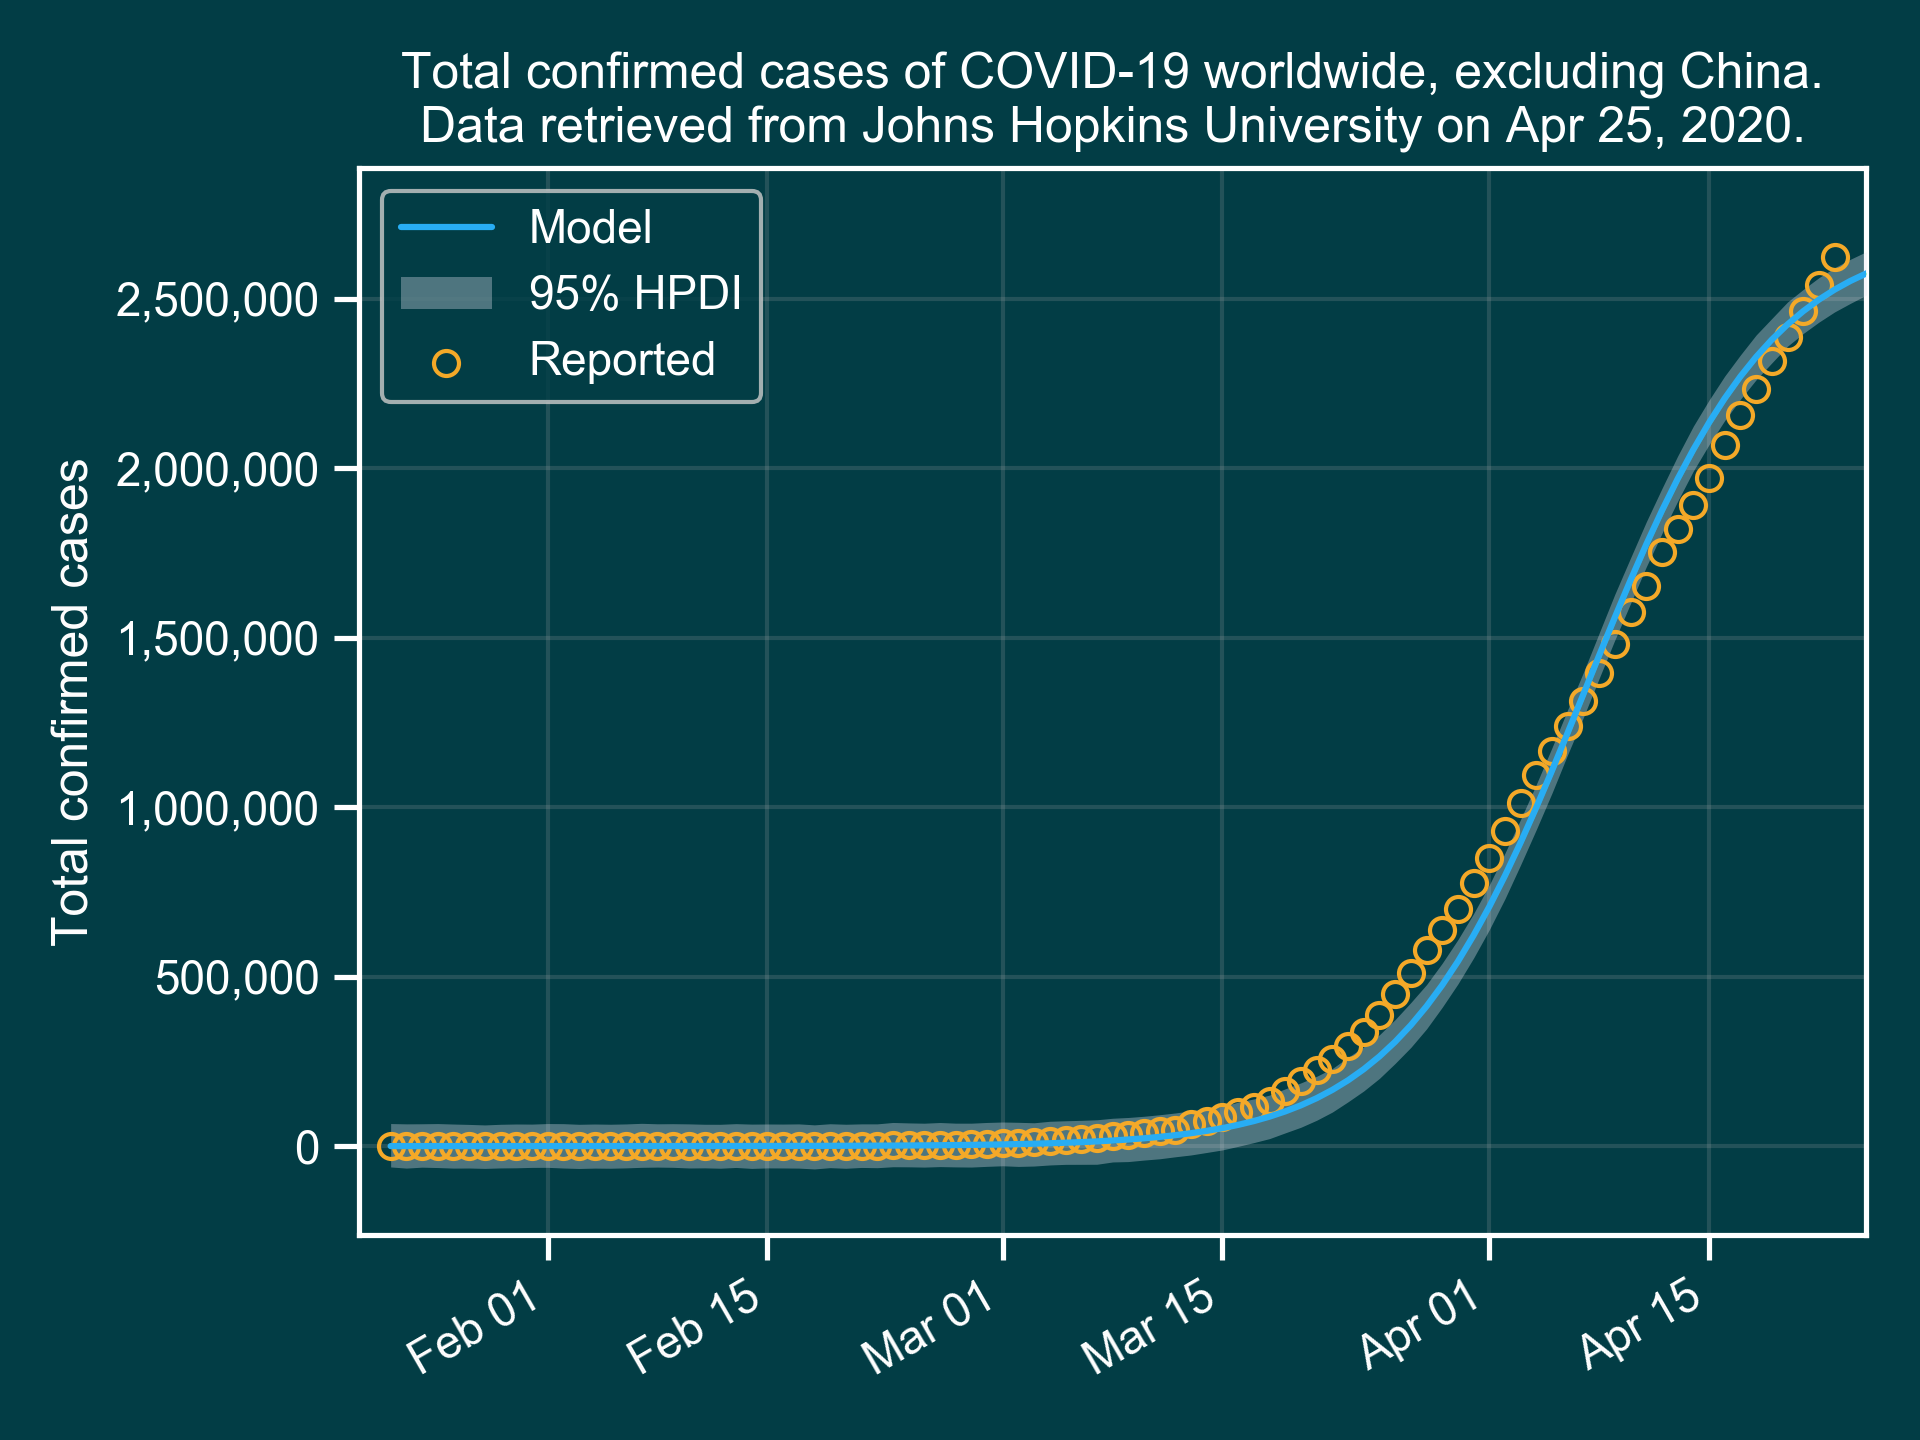 Total confirmed cases of COVID-19 worldwide, excluding China.
Data retrieved from Johns Hopkins University on Apr 25, 2020.
Model
95% HPDI
Reported
Total confirmed cases
2,500,000
2,000,000
1,500,000
1,000,000
500,000
0
Feb 01
Feb 15
Mar 01
Mar 15
Apr 01
Apr 15